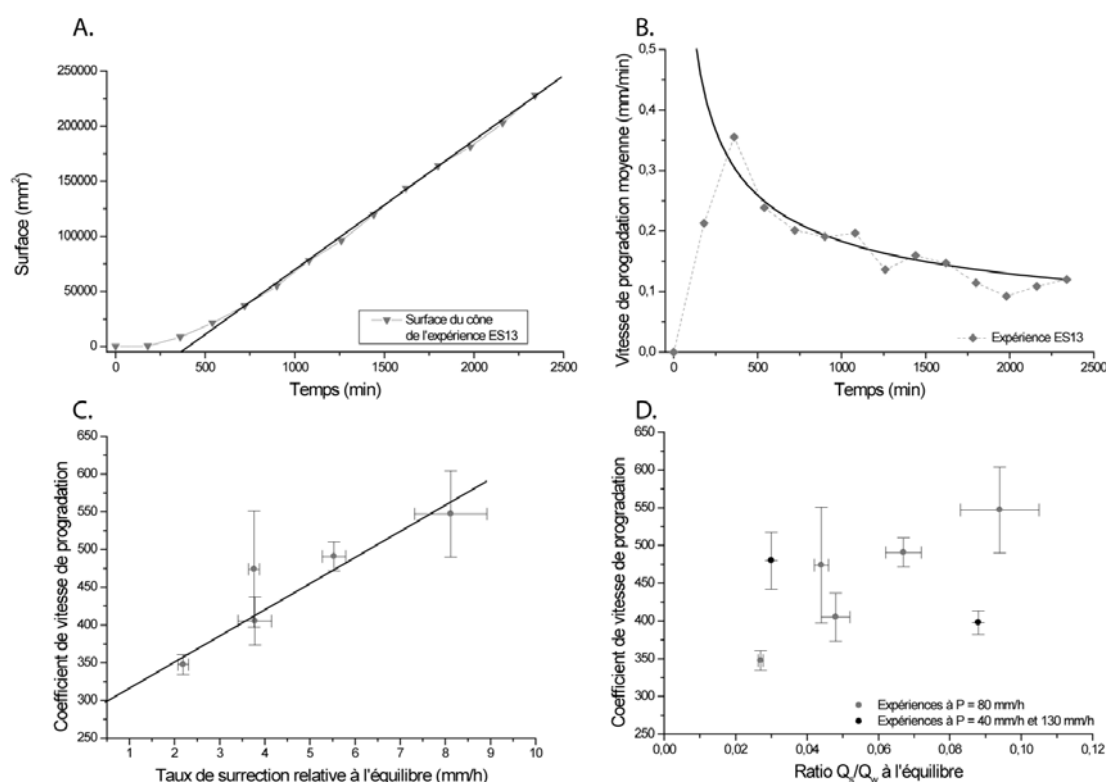 A.
Surface (mm²)
250000
200000
150000
100000
50000
0
0 500 1000 1500 2000 2500
Temps (min)
Surface du cône
de l'expérience ES13
B.
Vitesse de progradation moyenne (mm/min)
0,5
0,4
0,3
0,2
0,1
0,0
0 500 1000 1500 2000 2500
Temps (min)
Expérience ES13
C.
Coefficient de vitesse de progradation
650
600
550
500
450
400
350
300
250
1 2 3 4 5 6 7 8 9 10
Taux de surrection relative à l'équilibre (mm/h)
D.
Coefficient de vitesse de progradation
650
600
550
500
450
400
350
300
250
0,00 0,02 0,04 0,06 0,08 0,10 0,12
Ratio Qs/Qw à l'équilibre
Expériences à P = 80 mm/h
Expériences à P = 40 mm/h et 130 mm/h